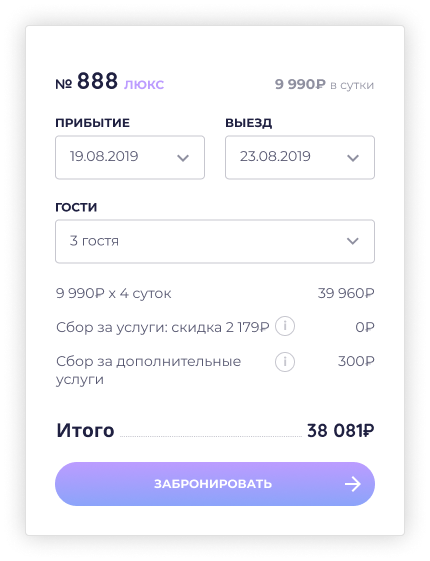 № 888 ЛЮКС 9 990₽ в сутки
ПРИБЫТИЕ ВЫЕЗД
19.08.2019 23.08.2019
ГОСТИ
3 гостя
9 990₽ х 4 суток 39 960₽
Сбор за услуги: скидка 2 179₽ i 0₽
Сбор за дополнительные i 300₽
услуги
Итого 38 081₽
ЗАБРОНИРОВАТЬ